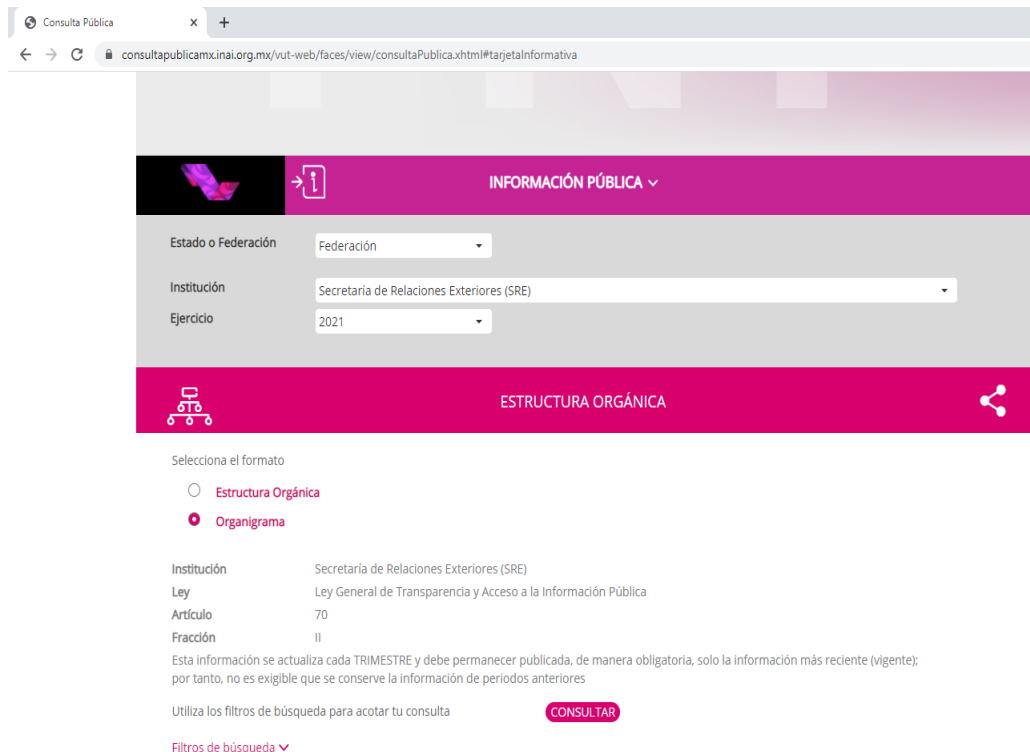 Consulta Pública
consultapublicamx.inai.org.mx/vut-web/faces/view/consultaPublica.xhtml#tarjetaInformativa
INFORMACIÓN PÚBLICA
Estado o Federación Federación
Institución Secretaría de Relaciones Exteriores (SRE)
Ejercicio 2021
ESTRUCTURA ORGÁNICA
Selecciona el formato
Estructura Orgánica
Organigrama
Institución Secretaría de Relaciones Exteriores (SRE)
Ley Ley General de Transparencia y Acceso a la Información Pública
Artículo 70
Fracción II
Esta información se actualiza cada TRIMESTRE y debe permanecer publicada, de manera obligatoria, solo la información más reciente (vigente);
por tanto, no es exigible que se conserve la información de periodos anteriores
Utiliza los filtros de búsqueda para acotar tu consulta CONSULTAR
Filtros de búsqueda